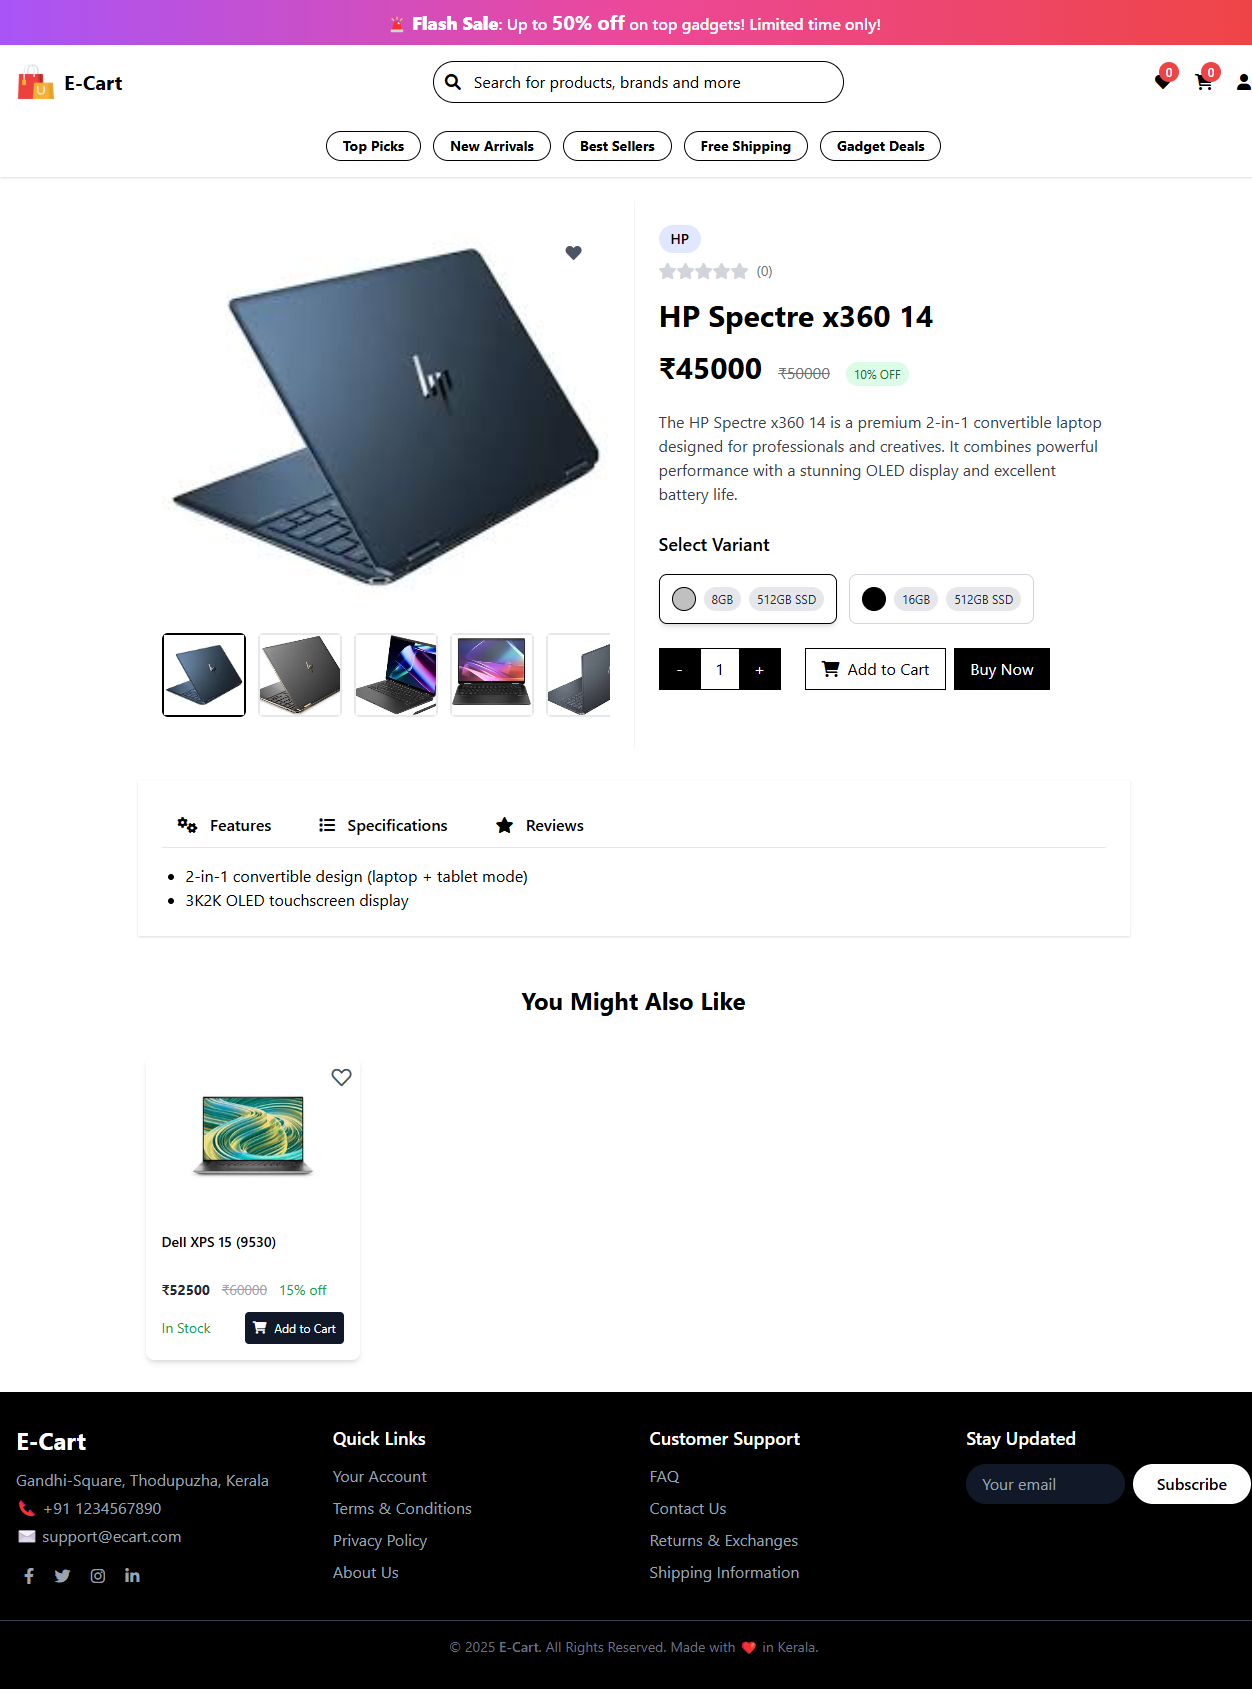 🚨 Flash Sale: Up to 50% off on top gadgets! Limited time only!
E-Cart
Search for products, brands and more
0
0
Top Picks
New Arrivals
Best Sellers
Free Shipping
Gadget Deals
HP
(0)
HP Spectre x360 14
₹45000 ₹50000 10% OFF
The HP Spectre x360 14 is a premium 2-in-1 convertible laptop
designed for professionals and creatives. It combines powerful
performance with a stunning OLED display and excellent
battery life.
Select Variant
8GB 512GB SSD
16GB 512GB SSD
- 1 +
Add to Cart
Buy Now
Features
Specifications
Reviews
• 2-in-1 convertible design (laptop + tablet mode)
• 3K2K OLED touchscreen display
You Might Also Like
Dell XPS 15 (9530)
₹52500 ₹60000 15% off
In Stock
Add to Cart
E-Cart
Gandhi-Square, Thodupuzha, Kerala
📞 +91 1234567890
✉️ support@ecart.com
Quick Links
Your Account
Terms & Conditions
Privacy Policy
About Us
Customer Support
FAQ
Contact Us
Returns & Exchanges
Shipping Information
Stay Updated
Your email
Subscribe
© 2025 E-Cart. All Rights Reserved. Made with ❤️ in Kerala.